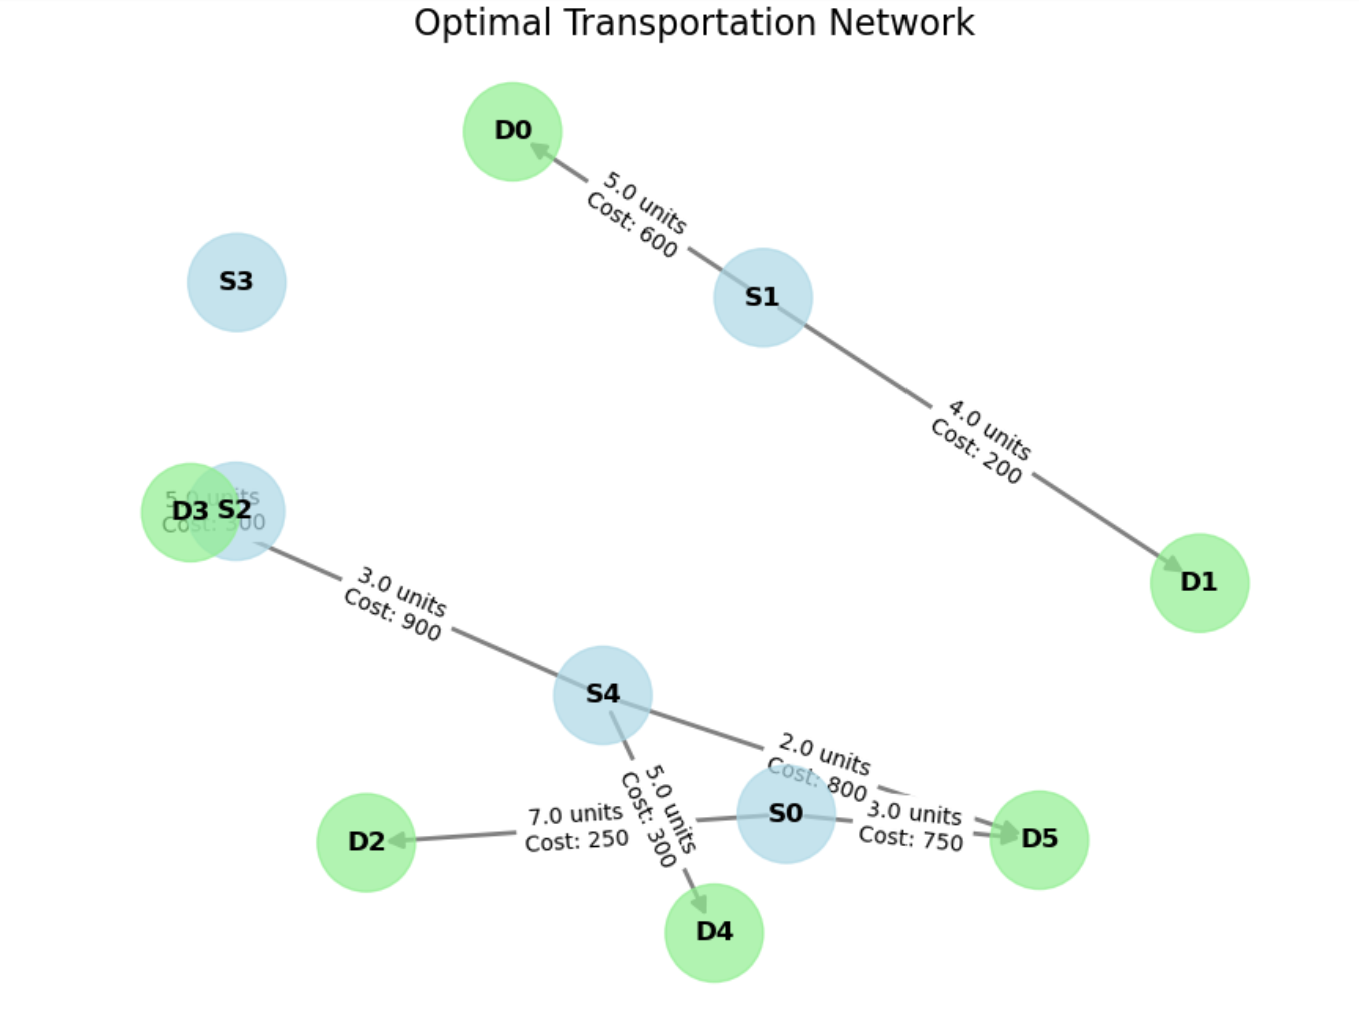 Optimal Transportation Network
D0
5.0 units
Cost: 600
S3
S1
4.0 units
Cost: 200
D3
S2
5.0 units
Cost: 300
D1
3.0 units
Cost: 900
S4
2.0 units
Cost: 800
5.0 units
Cost: 300
7.0 units
Cost: 250
S0
3.0 units
Cost: 750
D2
D5
D4